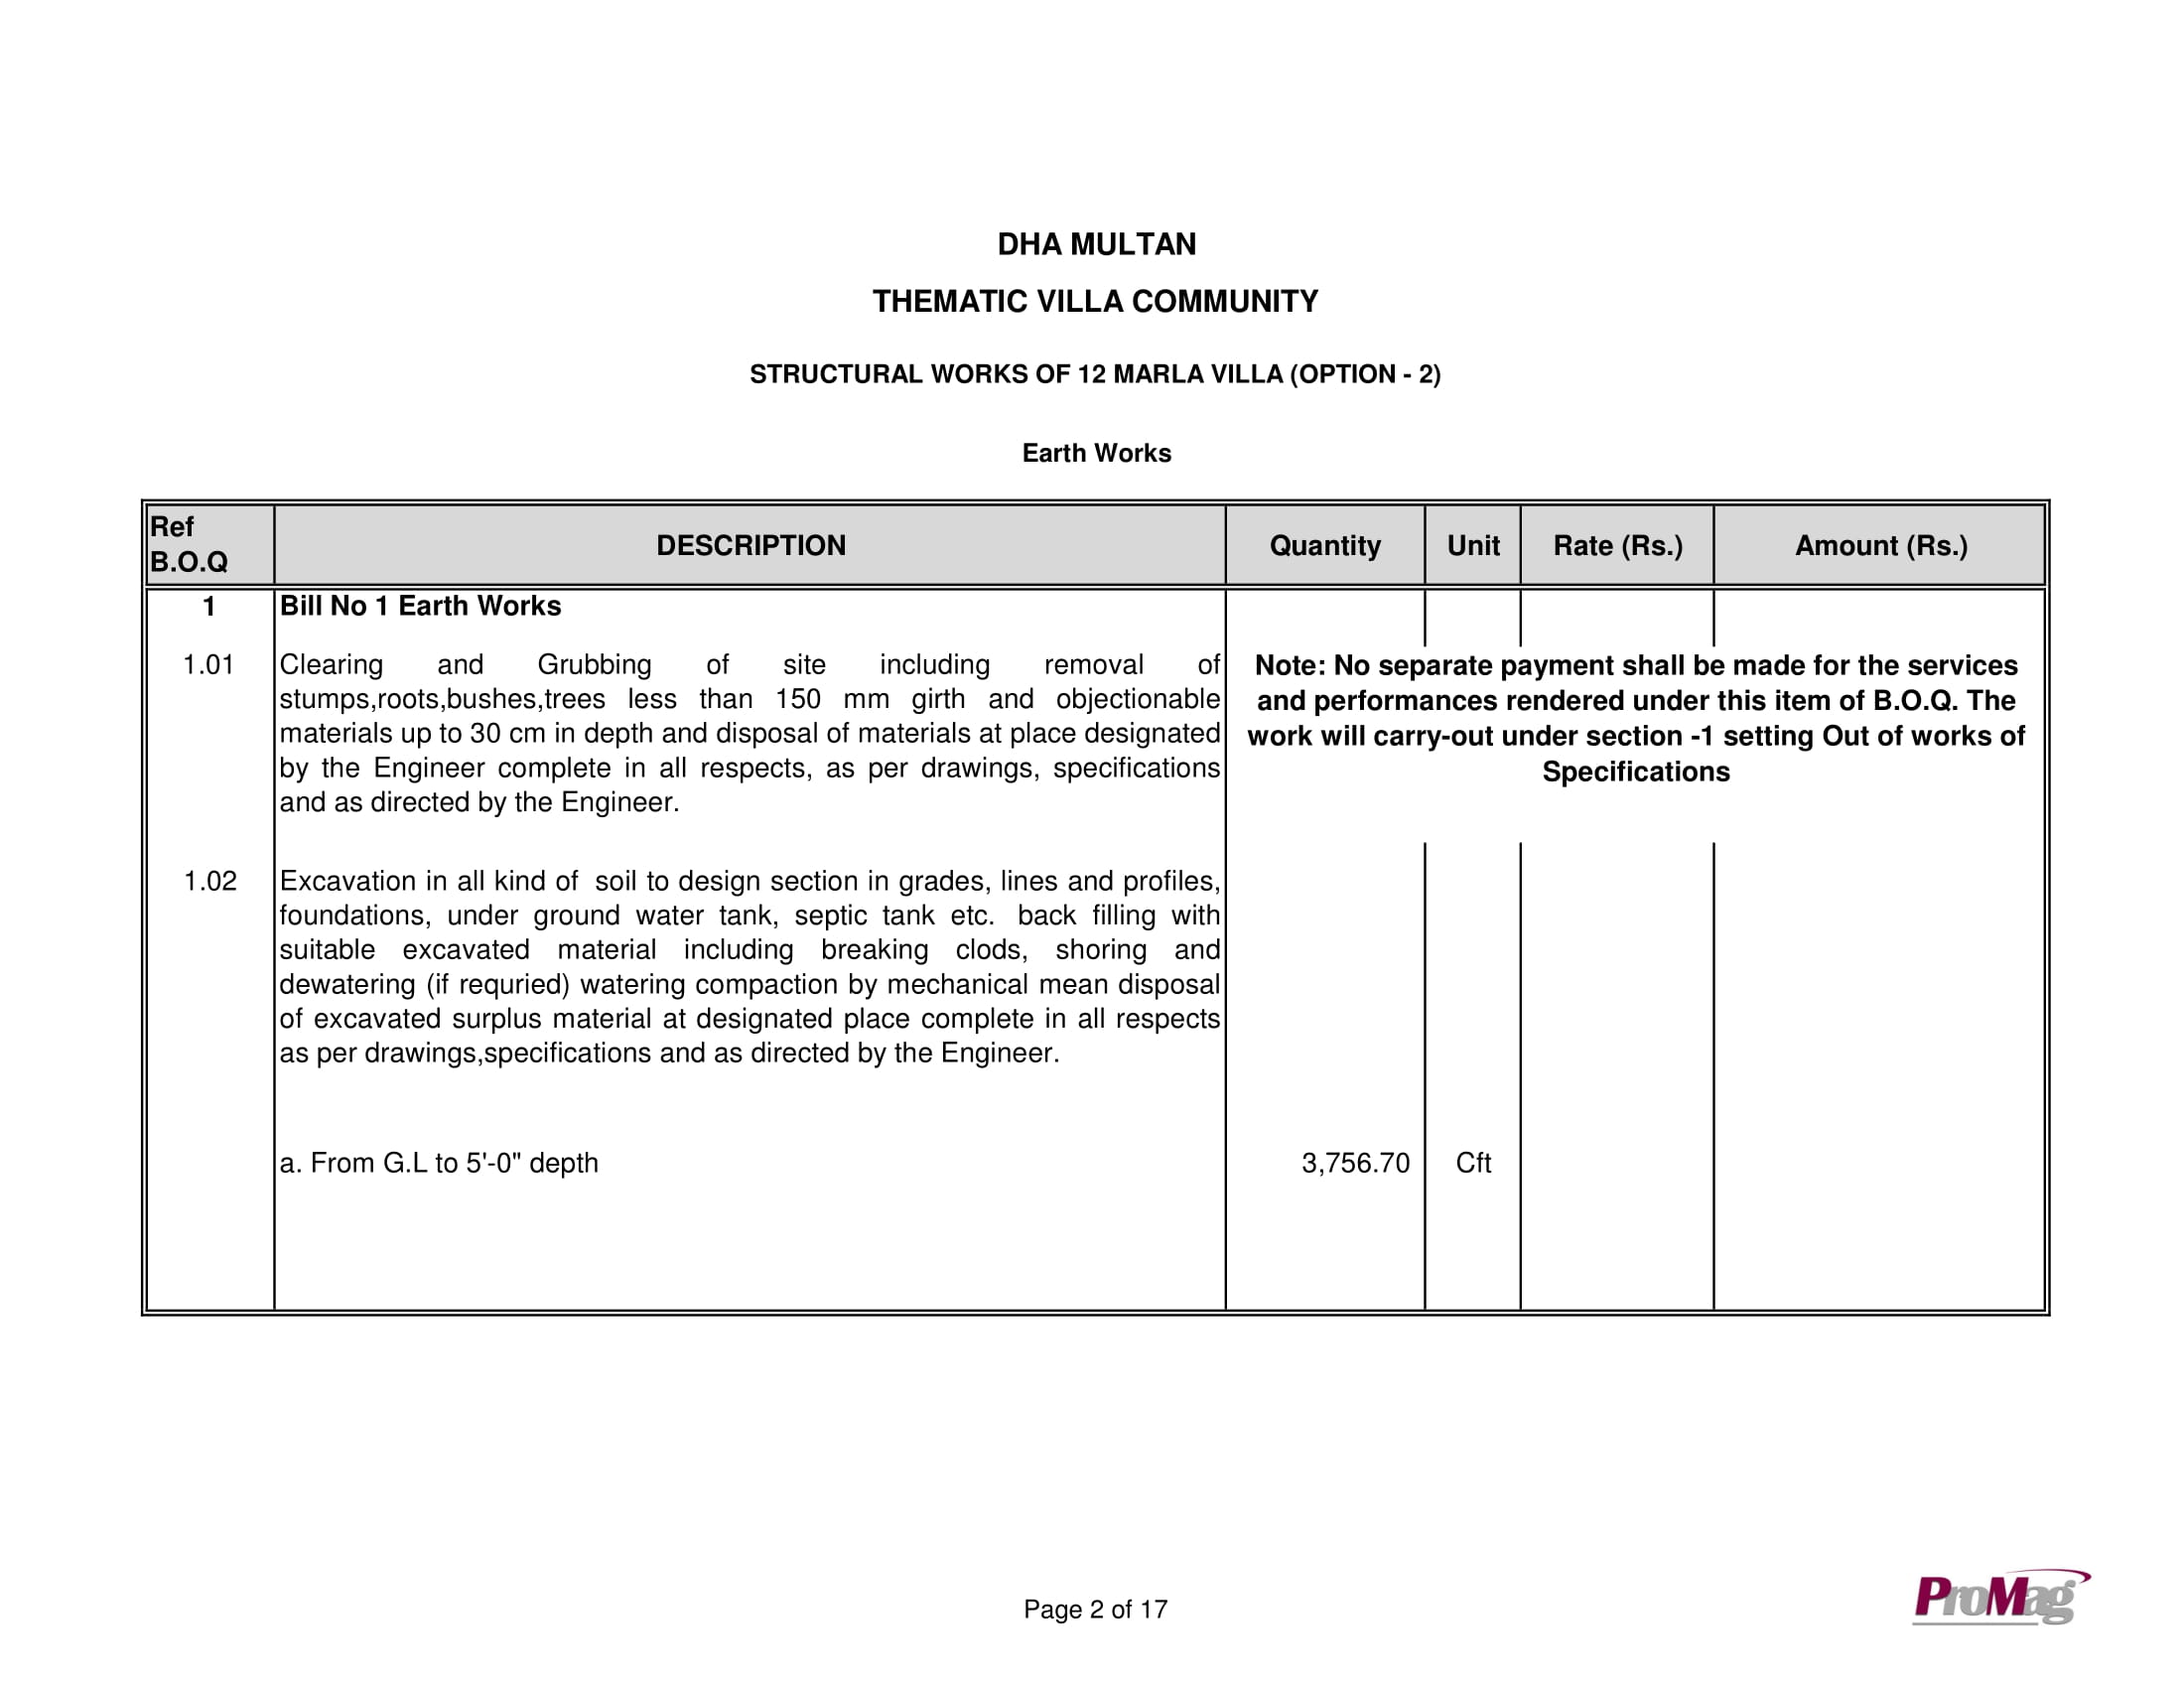 DHA MULTAN
THEMATIC VILLA COMMUNITY
STRUCTURAL WORKS OF 12 MARLA VILLA (OPTION - 2)
Earth Works
Ref
B.O.Q
DESCRIPTION
Quantity
Unit
Rate (Rs.)
Amount (Rs.)
1
Bill No 1 Earth Works
1.01
Clearing and Grubbing of site including removal of
stumps,roots,bushes,trees less than 150 mm girth and objectionable
materials up to 30 cm in depth and disposal of materials at place designated
by the Engineer complete in all respects, as per drawings, specifications
and as directed by the Engineer.
Note: No separate payment shall be made for the services
and performances rendered under this item of B.O.Q. The
work will carry-out under section -1 setting Out of works of
Specifications
1.02
Excavation in all kind of soil to design section in grades, lines and profiles,
foundations, under ground water tank, septic tank etc. back filling with
suitable excavated material including breaking clods, shoring and
dewatering (if requried) watering compaction by mechanical mean disposal
of excavated surplus material at designated place complete in all respects
as per drawings,specifications and as directed by the Engineer.
a. From G.L to 5'-0" depth
3,756.70
Cft
Page 2 of 17
ProMag